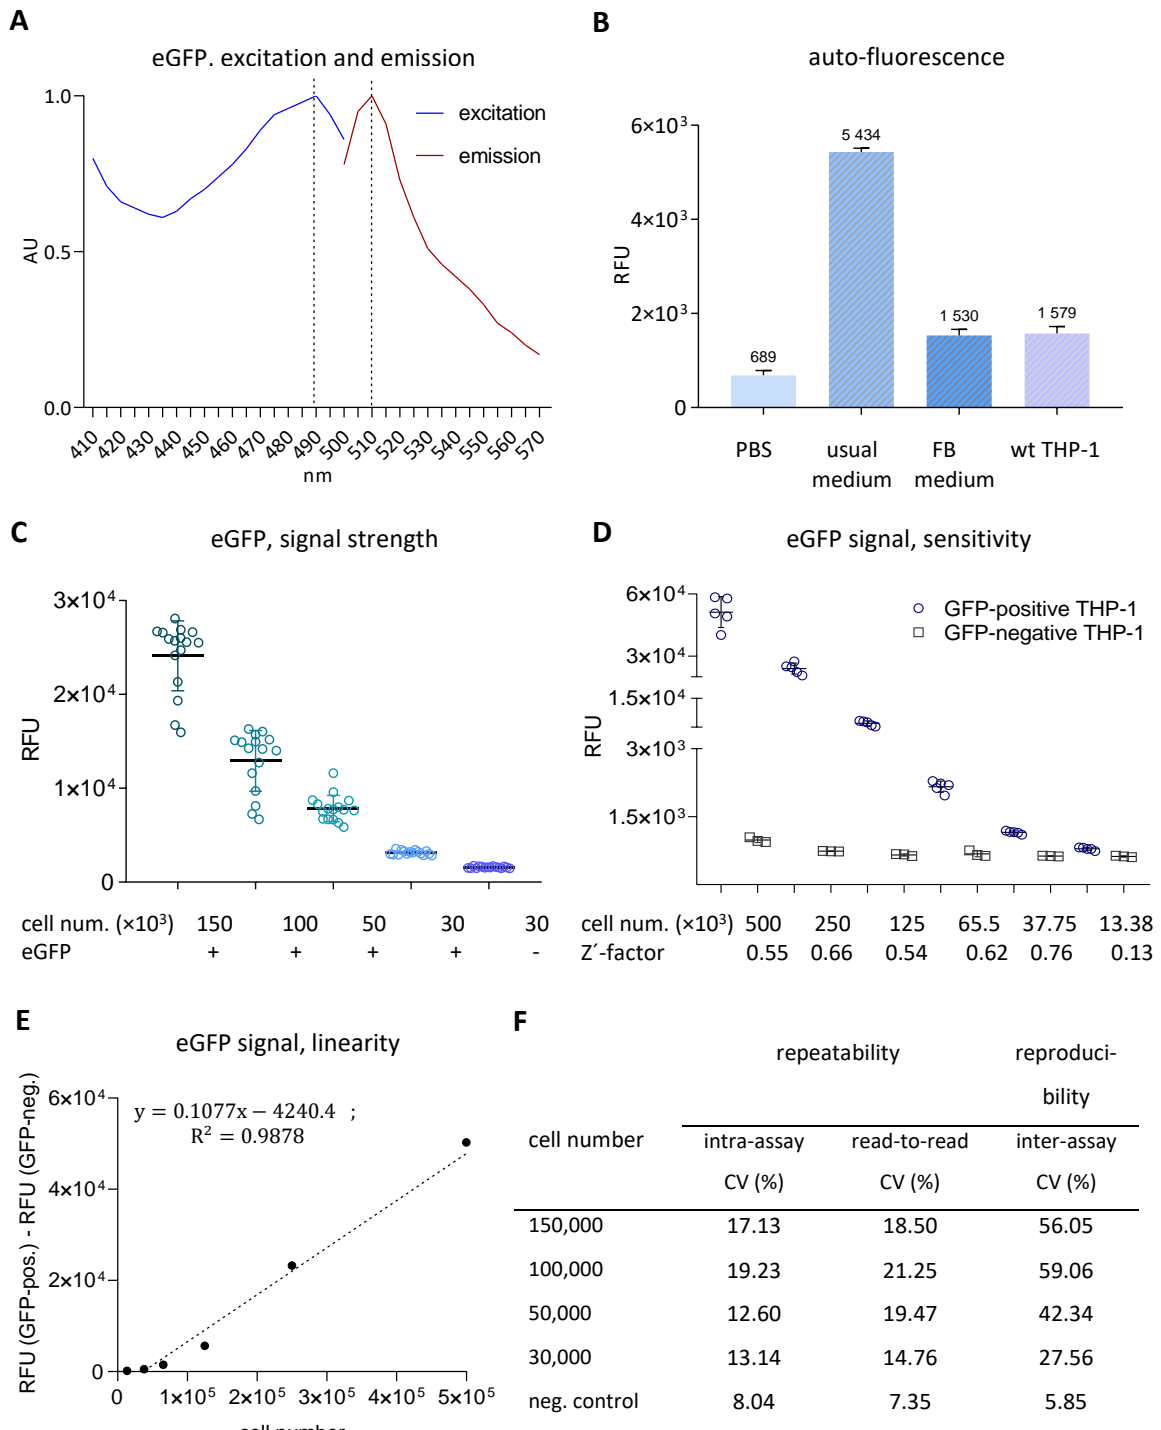 A
eGFP. excitation and emission
1.0
0.5
0.0
AU
excitation
emission
410 420 430 440 450 460 470 480 490 500 510 520 530 540 550 560 570
nm
B
auto-fluorescence
6×10³
4×10³
2×10³
0
RFU
689
5 434
1 530
1 579
PBS usual FB wt THP-1
medium medium
C
eGFP, signal strength
3×10⁴
2×10⁴
1×10⁴
0
RFU
cell num. (×10³) 150 100 50 30 30
eGFP + + + + -
D
eGFP signal, sensitivity
6×10⁴
3×10⁴
1.5×10⁴
3×10³
1.5×10³
RFU
GFP-positive THP-1
GFP-negative THP-1
cell num. (×10³) 500 250 125 65.5 37.75 13.38
Z´-factor 0.55 0.66 0.54 0.62 0.76 0.13
E
eGFP signal, linearity
y = 0.1077x − 4240.4 ;
R² = 0.9878
6×10⁴
4×10⁴
2×10⁴
0
RFU (GFP-pos.) - RFU (GFP-neg.)
0 1×10⁵ 2×10⁵ 3×10⁵ 4×10⁵ 5×10⁵
cell number
F
repeatability reproduci-
bility
cell number intra-assay read-to-read inter-assay
CV (%) CV (%) CV (%)
150,000 17.13 18.50 56.05
100,000 19.23 21.25 59.06
50,000 12.60 19.47 42.34
30,000 13.14 14.76 27.56
neg. control 8.04 7.35 5.85